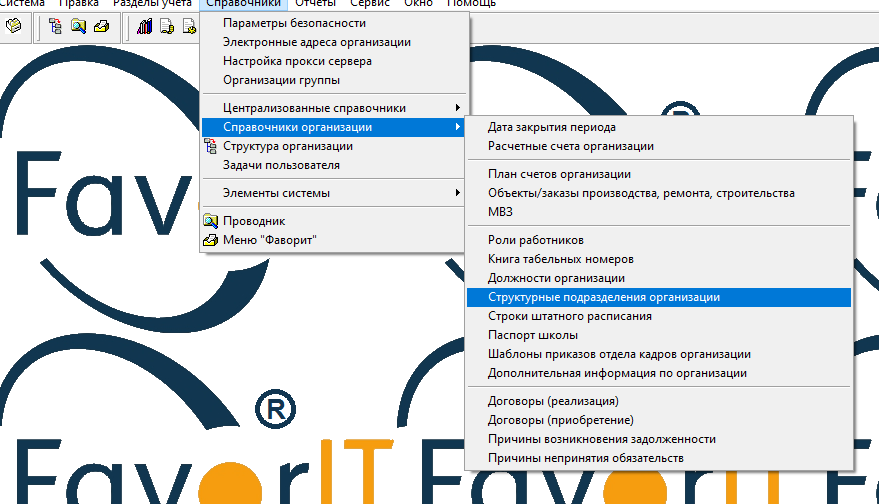 Система Правка Разделы учета Справочники Отчеты Сервис Окно Помощь
Параметры безопасности
Электронные адреса организации
Настройка прокси сервера
Организации группы
Централизованные справочники
Справочники организации
Структура организации
Задачи пользователя
Элементы системы
Проводник
Меню "Фаворит"
Дата закрытия периода
Расчетные счета организации
План счетов организации
Объекты/заказы производства, ремонта, строительства
МВЗ
Роли работников
Книга табельных номеров
Должности организации
Структурные подразделения организации
Строки штатного расписания
Паспорт школы
Шаблоны приказов отдела кадров организации
Дополнительная информация по организации
Договоры (реализация)
Договоры (приобретение)
Причины возникновения задолженности
Причины непринятия обязательств
Fav
®
FavorIT FavorIT